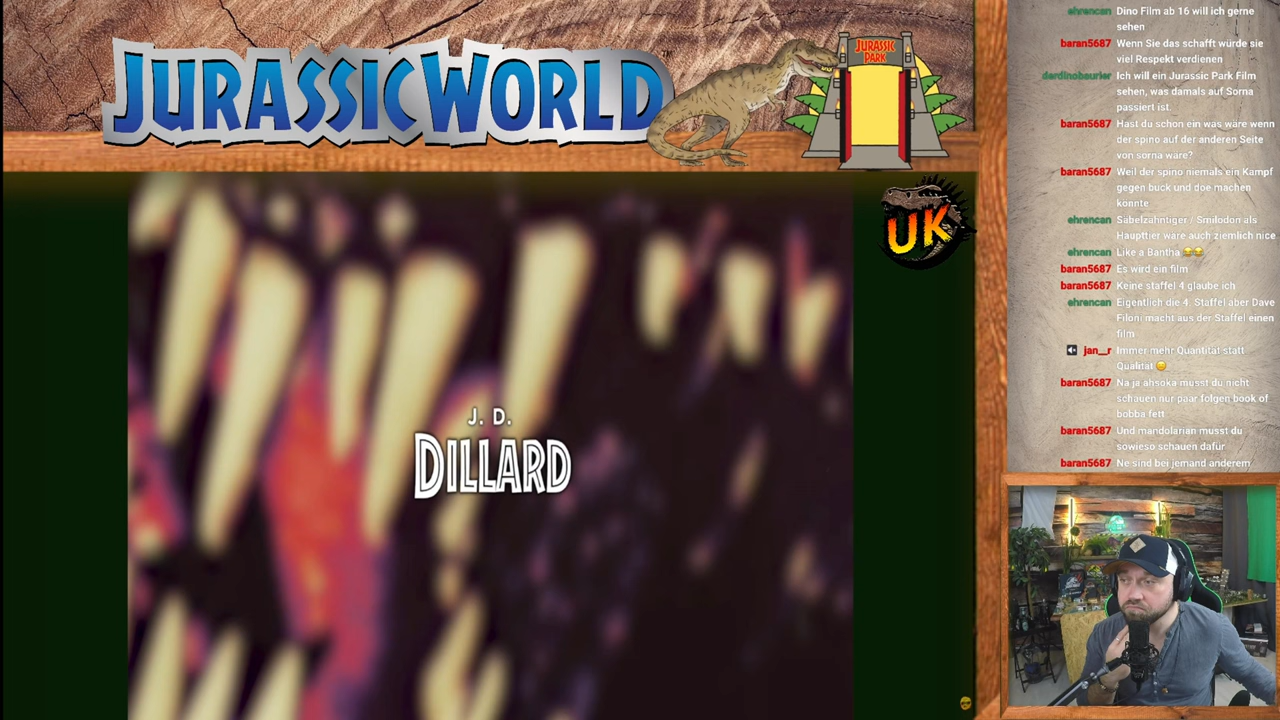 JURASSICWORLD
JURASSIC
PARK
UK
J. D.
DILLARD
ehrencan Dino Film ab 16 will ich gerne
sehen
baran5687 Wenn Sie das schafft würde sie
viel Respekt verdienen
derdinobeurier Ich will ein Jurassic Park Film
sehen, was damals auf Sorna
passiert ist.
baran5687 Hast du schon ein was wäre wenn
der spino auf der anderen Seite
von sorna wäre?
baran5687 Weil der spino niemals ein Kampf
gegen buck und doe machen
könnte
ehrencan Säbelzahntiger / Smilodon als
Haupttier wäre auch ziemlich nice
ehrencan Like a Bantha 😂😂
baran5687 Es wird ein film
baran5687 Keine staffel 4 glaube ich
ehrencan Eigentlich die 4. Staffel aber Dave
Filoni macht aus der Staffel einen
film
jan__r Immer mehr Quantität statt
Qualität
baran5687 Na ja ahsoka musst du nicht
schauen nur paar folgen book of
bobba fett
baran5687 Und mandolarian musst du
sowieso schauen dafür
baran5687 Ne sind bei jemand anderem